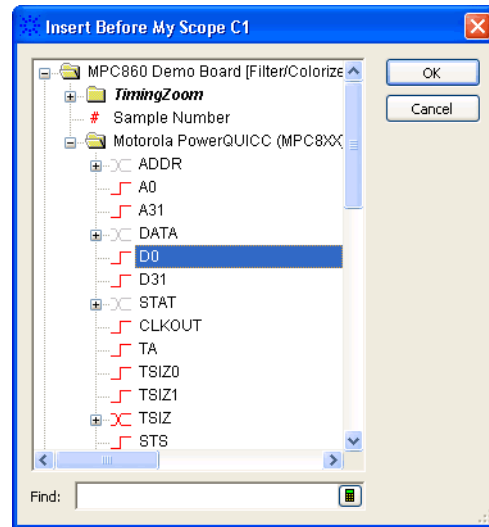 Insert Before My Scope C1
MPC860 Demo Board [Filter/Colorize
OK
TimingZoom
Cancel
# Sample Number
Motorola PowerQUICC (MPC8XX
ADDR
A0
A31
DATA
D0
D31
STAT
CLKOUT
TA
TSIZ0
TSIZ1
TSIZ
STS
Find: